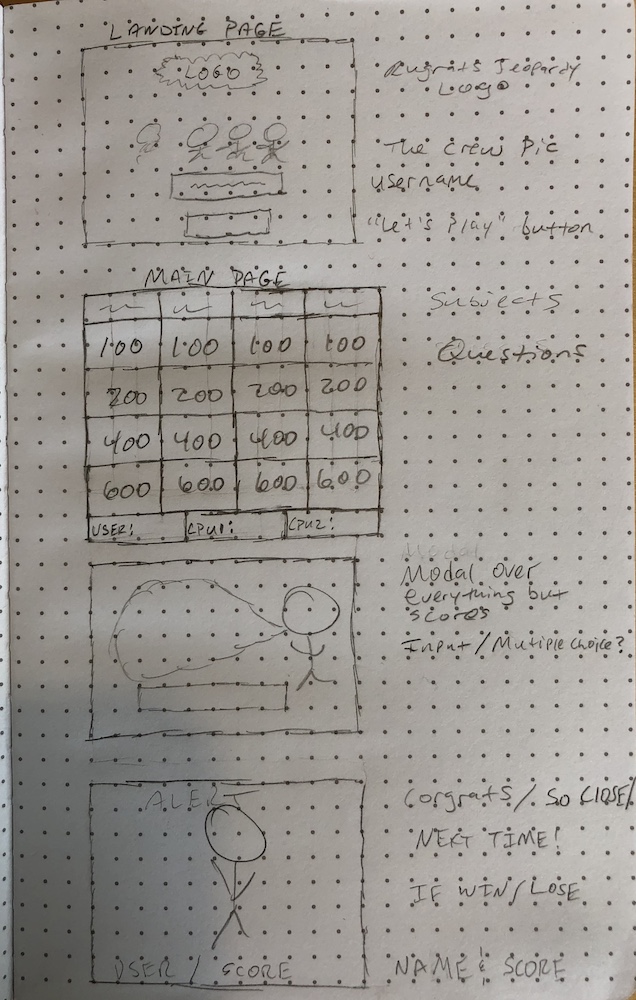 LANDING PAGE
LOGO
Rugrats Jeopardy
Logo
The Crew Pic
username
"Let's Play" button
MAIN PAGE
Subjects
100 100 100 100
Questions
200 200 200 200
400 400 400 400
600 600 600 600
USER: CPU1: CPU2:
Modal
Modal over
everything but
scores
Input/Mutiple choice?
ALERT
Corgrats/ SO CLOSE/
NEXT TIME!
IF WIN/LOSE
USER / SCORE
NAME & SCORE